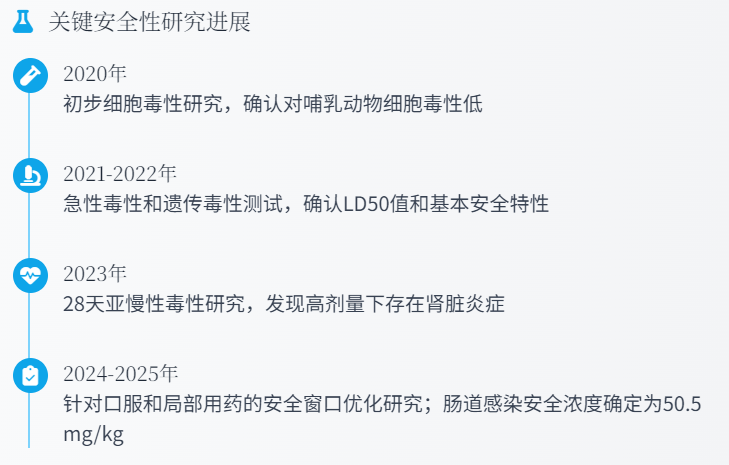 关键安全性研究进展
2020年
初步细胞毒性研究，确认对哺乳动物细胞毒性低
2021-2022年
急性毒性和遗传毒性测试，确认LD50值和基本安全特性
2023年
28天亚慢性毒性研究，发现高剂量下存在肾脏炎症
2024-2025年
针对口服和局部用药的安全窗口优化研究；肠道感染安全浓度确定为50.5
mg/kg